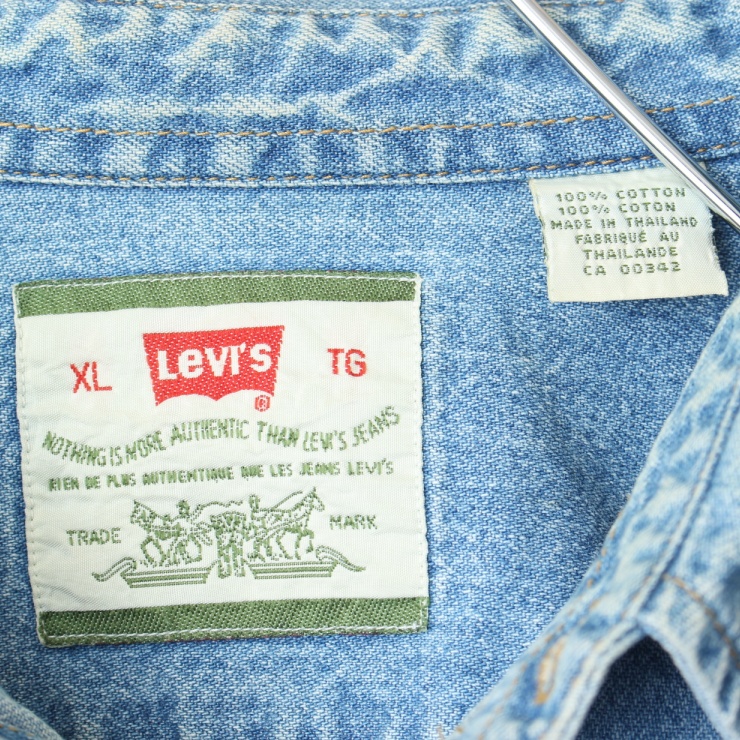 100% COTTON
100% COTON
MADE IN THAILAND
FABRIQUÉ AU
THAILANDE
CA 00342
XL LEVI'S TG
®
NOTHING IS MORE AUTHENTIC THAN LEVI'S JEANS
RIEN DE PLUS AUTHENTIQUE QUE LES JEANS LEVI'S
TRADE MARK